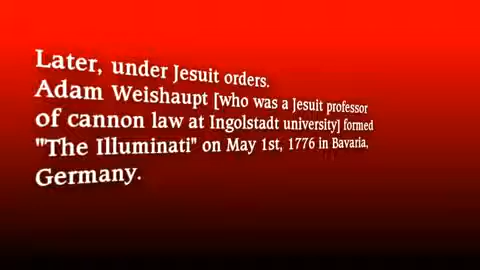 Later, under Jesuit orders.
Adam Weishaupt [who was a Jesuit professor
of cannon law at Ingolstadt university] formed
"The Illuminati" on May 1st, 1776 in Bavaria,
Germany.